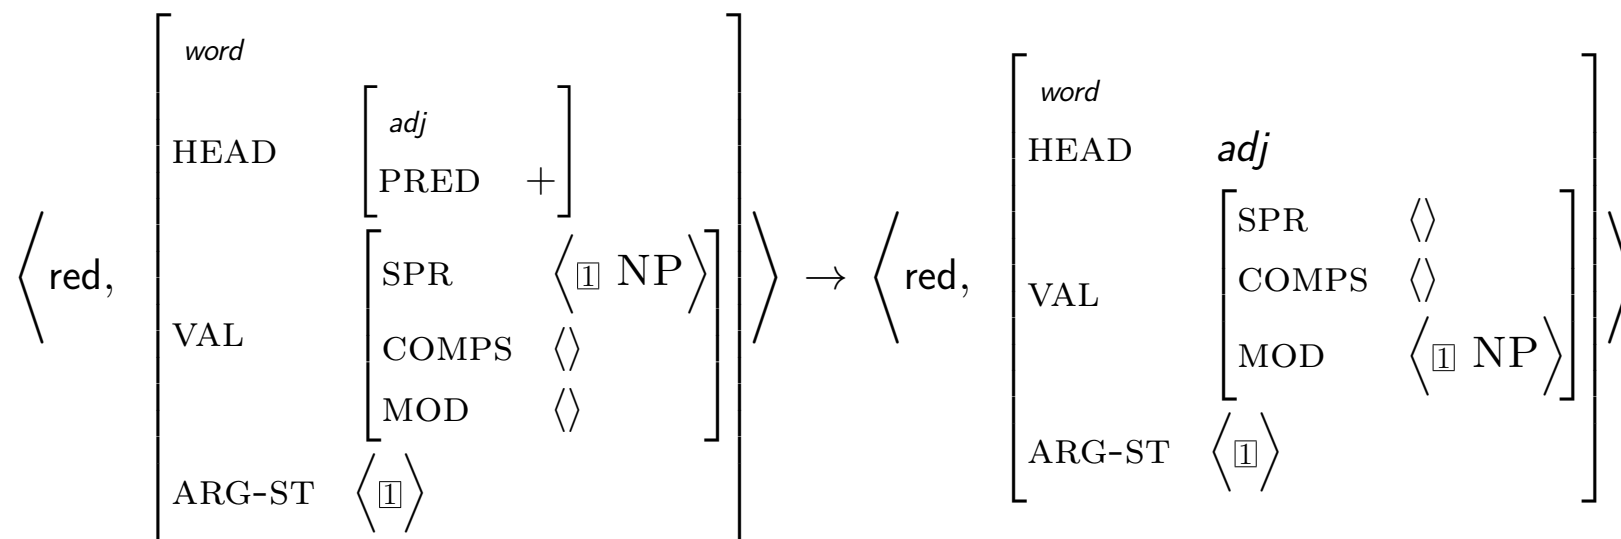 ⟨ red, [ word
HEAD [ adj
PRED + ]
VAL [ SPR ⟨ 1 NP ⟩
COMPS ⟨⟩
MOD ⟨⟩ ]
ARG-ST ⟨ 1 ⟩ ] ⟩
→
⟨ red, [ word
HEAD adj
VAL [ SPR ⟨⟩
COMPS ⟨⟩
MOD ⟨ 1 NP ⟩ ]
ARG-ST ⟨ 1 ⟩ ] ⟩